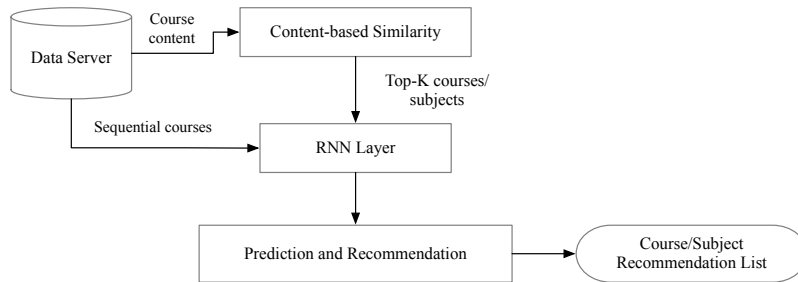 Course
content
Data Server
Content-based Similarity
Top-K courses/
subjects
Sequential courses
RNN Layer
Prediction and Recommendation
Course/Subject
Recommendation List